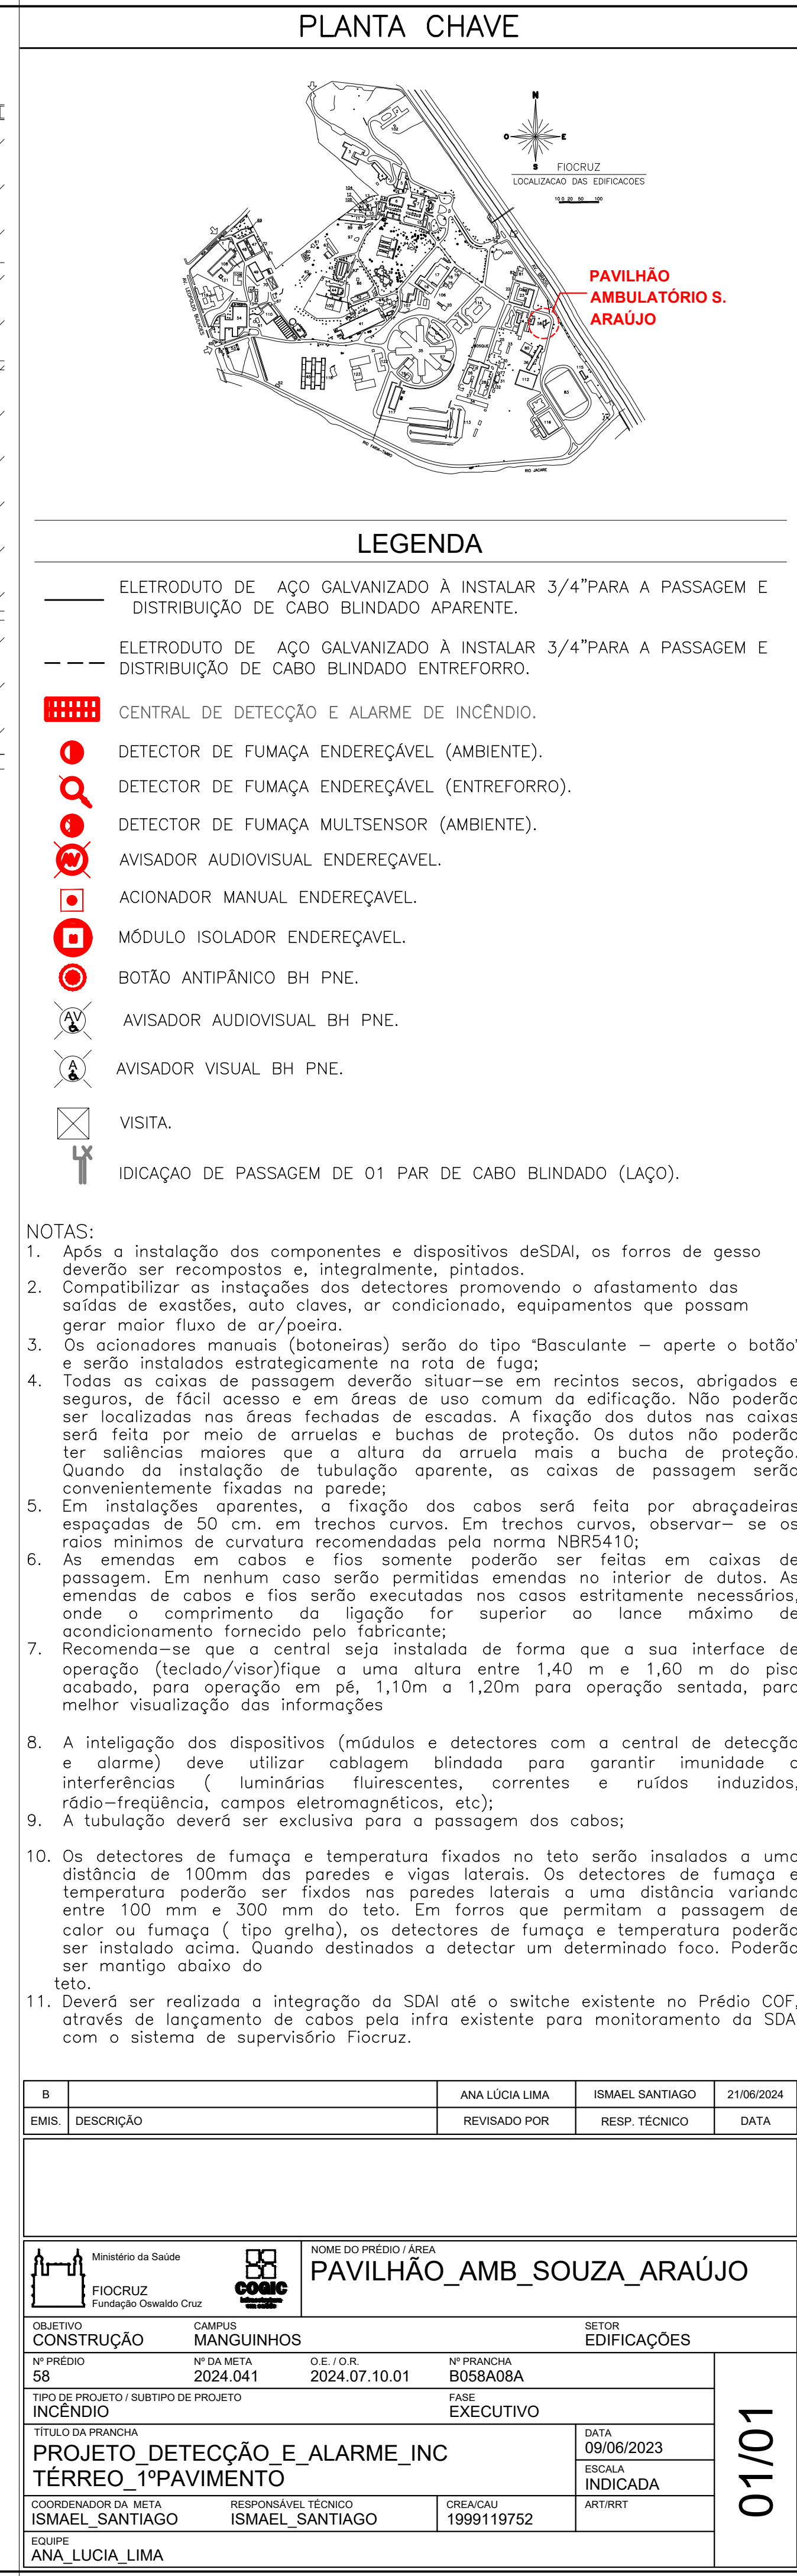 PLANTA CHAVE
N
O
E
S
FIOCRUZ
LOCALIZACAO DAS EDIFICACOES
10 0 20 50 100
PAVILHÃO
AMBULATÓRIO S.
ARAÚJO
AV. LEOPOLDO BULHÕES
AV. BRASIL
LAGO
BOSQUE
RIO FARIA-TIMBO
RIO JACARE
LEGENDA
ELETRODUTO DE AÇO GALVANIZADO À INSTALAR 3/4”PARA A PASSAGEM E
DISTRIBUIÇÃO DE CABO BLINDADO APARENTE.
ELETRODUTO DE AÇO GALVANIZADO À INSTALAR 3/4”PARA A PASSAGEM E
DISTRIBUIÇÃO DE CABO BLINDADO ENTREFORRO.
CENTRAL DE DETECÇÃO E ALARME DE INCÊNDIO.
DETECTOR DE FUMAÇA ENDEREÇÁVEL (AMBIENTE).
DETECTOR DE FUMAÇA ENDEREÇÁVEL (ENTREFORRO).
DETECTOR DE FUMAÇA MULTSENSOR (AMBIENTE).
AVISADOR AUDIOVISUAL ENDEREÇAVEL.
ACIONADOR MANUAL ENDEREÇAVEL.
MÓDULO ISOLADOR ENDEREÇAVEL.
BOTÃO ANTIPÂNICO BH PNE.
AV
AVISADOR AUDIOVISUAL BH PNE.
A
AVISADOR VISUAL BH PNE.
VISITA.
LX
IDICAÇAO DE PASSAGEM DE 01 PAR DE CABO BLINDADO (LAÇO).
NOTAS:
1. Após a instalação dos componentes e dispositivos deSDAI, os forros de gesso
deverão ser recompostos e, integralmente, pintados.
2. Compatibilizar as instaçaões dos detectores promovendo o afastamento das
saídas de exastões, auto claves, ar condicionado, equipamentos que possam
gerar maior fluxo de ar/poeira.
3. Os acionadores manuais (botoneiras) serão do tipo “Basculante – aperte o botão”
e serão instalados estrategicamente na rota de fuga;
4. Todas as caixas de passagem deverão situar–se em recintos secos, abrigados e
seguros, de fácil acesso e em áreas de uso comum da edificação. Não poderão
ser localizadas nas áreas fechadas de escadas. A fixação dos dutos nas caixas
será feita por meio de arruelas e buchas de proteção. Os dutos não poderão
ter saliências maiores que a altura da arruela mais a bucha de proteção.
Quando da instalação de tubulação aparente, as caixas de passagem serão
convenientemente fixadas na parede;
5. Em instalações aparentes, a fixação dos cabos será feita por abraçadeiras
espaçadas de 50 cm. em trechos curvos. Em trechos curvos, observar– se os
raios minimos de curvatura recomendadas pela norma NBR5410;
6. As emendas em cabos e fios somente poderão ser feitas em caixas de
passagem. Em nenhum caso serão permitidas emendas no interior de dutos. As
emendas de cabos e fios serão executadas nos casos estritamente necessários,
onde o comprimento da ligação for superior ao lance máximo de
acondicionamento fornecido pelo fabricante;
7. Recomenda–se que a central seja instalada de forma que a sua interface de
operação (teclado/visor)fique a uma altura entre 1,40 m e 1,60 m do piso
acabado, para operação em pé, 1,10m a 1,20m para operação sentada, para
melhor visualização das informações
8. A inteligação dos dispositivos (múdulos e detectores com a central de detecção
e alarme) deve utilizar cablagem blindada para garantir imunidade a
interferências ( luminárias fluirescentes, correntes e ruídos induzidos,
rádio–freqüência, campos eletromagnéticos, etc);
9. A tubulação deverá ser exclusiva para a passagem dos cabos;
10. Os detectores de fumaça e temperatura fixados no teto serão insalados a uma
distância de 100mm das paredes e vigas laterais. Os detectores de fumaça e
temperatura poderão ser fixdos nas paredes laterais a uma distância variando
entre 100 mm e 300 mm do teto. Em forros que permitam a passagem de
calor ou fumaça ( tipo grelha), os detectores de fumaça e temperatura poderão
ser instalado acima. Quando destinados a detectar um determinado foco. Poderão
ser mantigo abaixo do
teto.
11. Deverá ser realizada a integração da SDAI até o switche existente no Prédio COF,
através de lançamento de cabos pela infra existente para monitoramento da SDA
com o sistema de supervisório Fiocruz.
B ANA LÚCIA LIMA ISMAEL SANTIAGO 21/06/2024
EMIS. DESCRIÇÃO REVISADO POR RESP. TÉCNICO DATA
Ministério da Saúde
FIOCRUZ
Fundação Oswaldo Cruz
COGIC
infraestrutura
em saúde
NOME DO PRÉDIO / ÁREA
PAVILHÃO_AMB_SOUZA_ARAÚJO
OBJETIVO CAMPUS SETOR
CONSTRUÇÃO MANGUINHOS EDIFICAÇÕES
Nº PRÉDIO Nº DA META O.E. / O.R. Nº PRANCHA
58 2024.041 2024.07.10.01 B058A08A
TIPO DE PROJETO / SUBTIPO DE PROJETO FASE
INCÊNDIO EXECUTIVO
TÍTULO DA PRANCHA
PROJETO_DETECÇÃO_E_ALARME_INC
TÉRREO_1ºPAVIMENTO
DATA
09/06/2023
ESCALA
INDICADA
01/01
COORDENADOR DA META RESPONSÁVEL TÉCNICO CREA/CAU ART/RRT
ISMAEL_SANTIAGO ISMAEL_SANTIAGO 1999119752
EQUIPE
ANA_LUCIA_LIMA